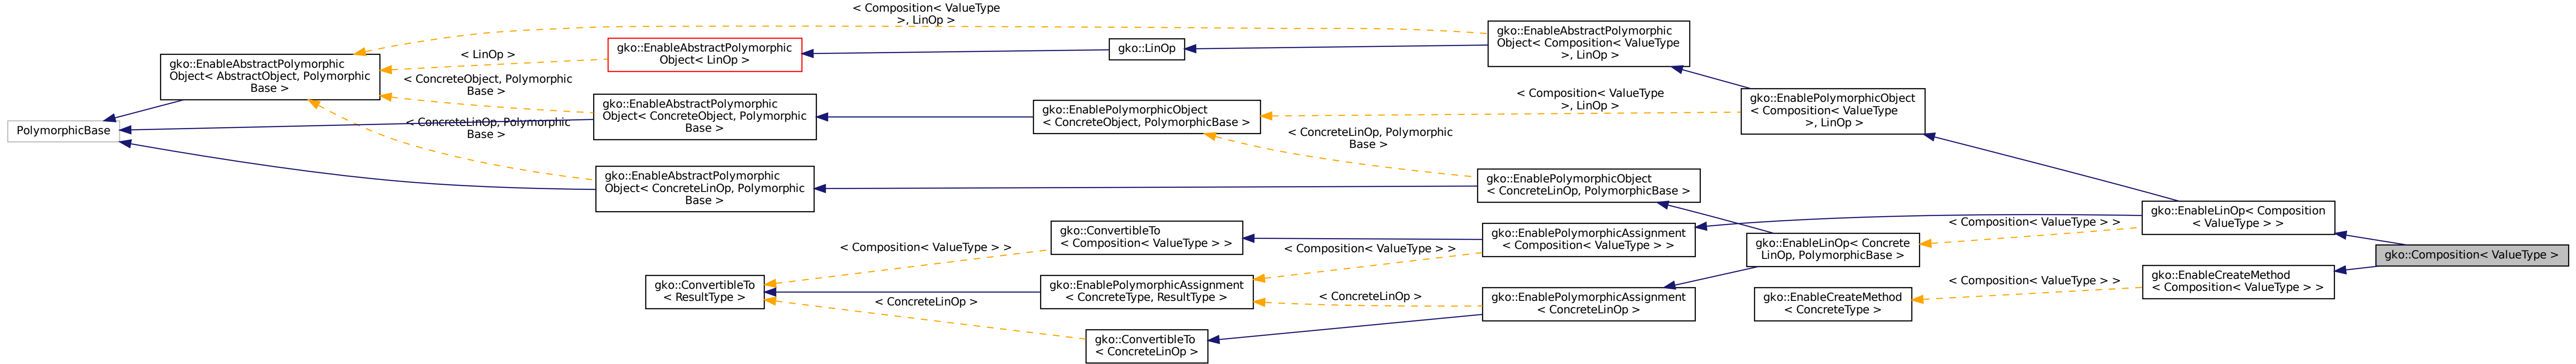 PolymorphicBase
gko::EnableAbstractPolymorphic
Object< AbstractObject, Polymorphic
Base >
< Composition< ValueType
>, LinOp >
< LinOp >
< ConcreteObject, Polymorphic
Base >
< ConcreteLinOp, Polymorphic
Base >
gko::EnableAbstractPolymorphic
Object< LinOp >
gko::EnableAbstractPolymorphic
Object< ConcreteObject, Polymorphic
Base >
gko::EnableAbstractPolymorphic
Object< ConcreteLinOp, Polymorphic
Base >
gko::ConvertibleTo
< ResultType >
< Composition< ValueType > >
< ConcreteLinOp >
gko::LinOp
gko::EnablePolymorphicObject
< ConcreteObject, PolymorphicBase >
gko::ConvertibleTo
< Composition< ValueType > >
gko::EnablePolymorphicAssignment
< ConcreteType, ResultType >
gko::ConvertibleTo
< ConcreteLinOp >
< Composition< ValueType
>, LinOp >
< ConcreteLinOp, Polymorphic
Base >
< Composition< ValueType > >
< ConcreteLinOp >
gko::EnableAbstractPolymorphic
Object< Composition< ValueType
>, LinOp >
gko::EnablePolymorphicObject
< ConcreteLinOp, PolymorphicBase >
gko::EnablePolymorphicAssignment
< Composition< ValueType > >
gko::EnablePolymorphicAssignment
< ConcreteLinOp >
gko::EnablePolymorphicObject
< Composition< ValueType
>, LinOp >
gko::EnableLinOp< Concrete
LinOp, PolymorphicBase >
gko::EnableCreateMethod
< ConcreteType >
< Composition< ValueType > >
< Composition< ValueType > >
gko::EnableLinOp< Composition
< ValueType > >
gko::EnableCreateMethod
< Composition< ValueType > >
gko::Composition< ValueType >